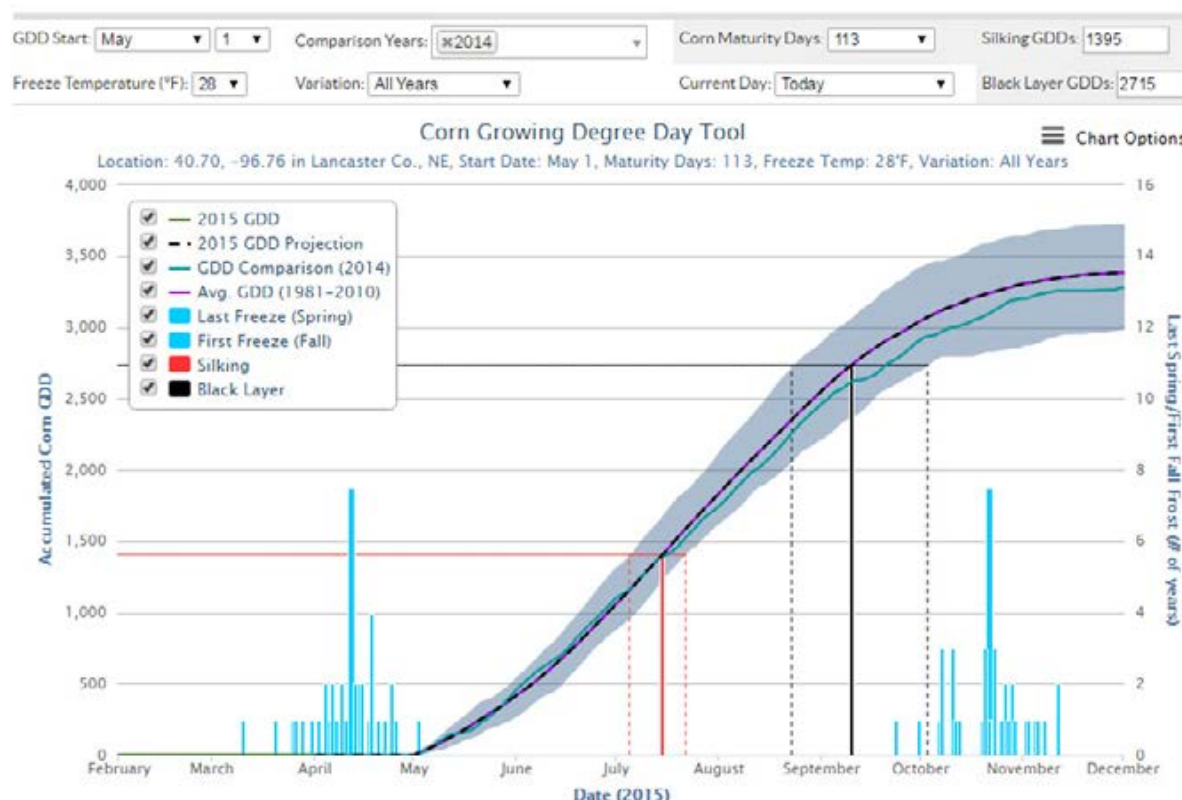 GDD Start: May 1 Comparison Years: ×2014 Corn Maturity Days: 113 Silking GDDs: 1395
Freeze Temperature (°F): 28 Variation: All Years Current Day: Today Black Layer GDDs: 2715
Corn Growing Degree Day Tool
Chart Options
Location: 40.70, -96.76 in Lancaster Co., NE, Start Date: May 1, Maturity Days: 113, Freeze Temp: 28°F, Variation: All Years
4,000
3,500
3,000
2,500
2,000
1,500
1,000
500
0
Accumulated Corn GDD
2015 GDD
2015 GDD Projection
GDD Comparison (2014)
Avg. GDD (1981-2010)
Last Freeze (Spring)
First Freeze (Fall)
Silking
Black Layer
16
14
12
10
8
6
4
2
0
Last Spring/First Fall Frost (# of years)
February March April May June July August September October November December
Date (2015)